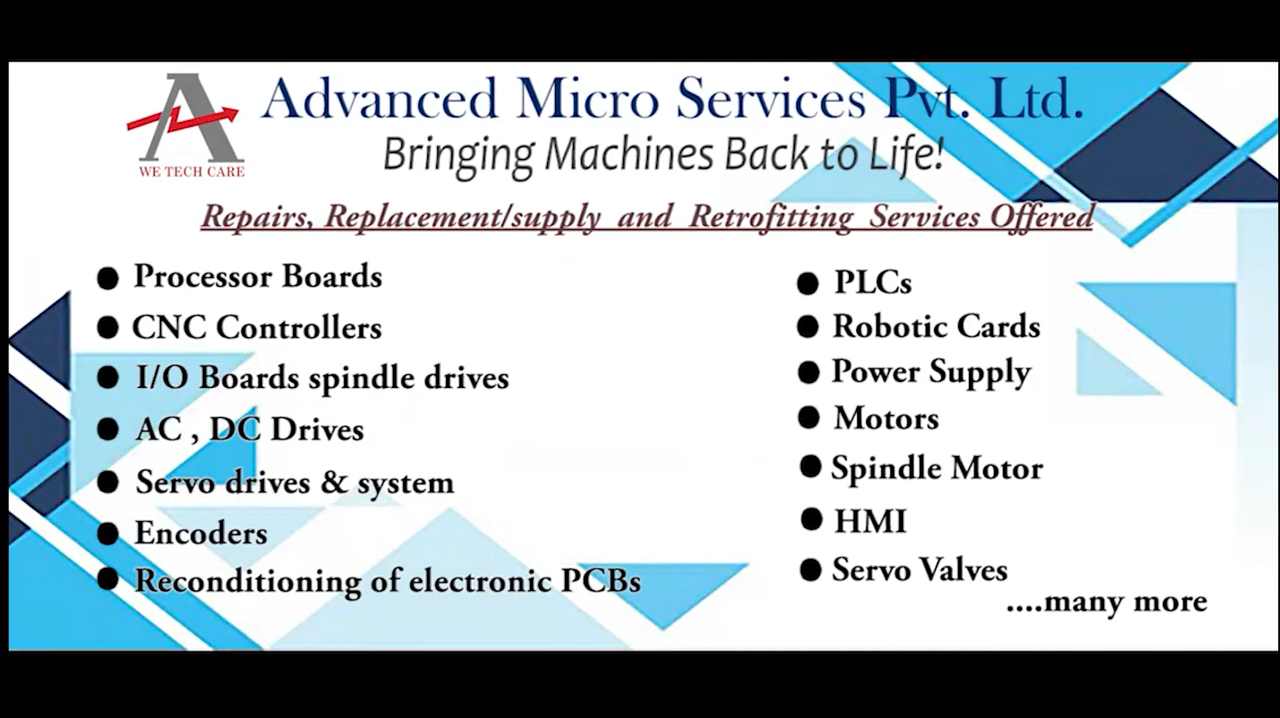 Advanced Micro Services Pvt. Ltd.
WE TECH CARE
Bringing Machines Back to Life!
Repairs, Replacement/supply and Retrofitting Services Offered
● Processor Boards
● CNC Controllers
● I/O Boards spindle drives
● AC , DC Drives
● Servo drives & system
● Encoders
● Reconditioning of electronic PCBs
● PLCs
● Robotic Cards
● Power Supply
● Motors
● Spindle Motor
● HMI
● Servo Valves
....many more